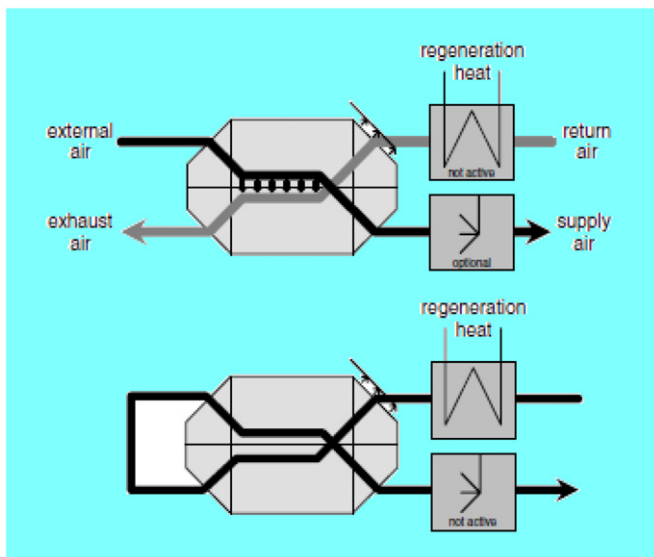 regeneration
heat
external
air
return
air
not active
exhaust
air
supply
air
optional
regeneration
heat
not active